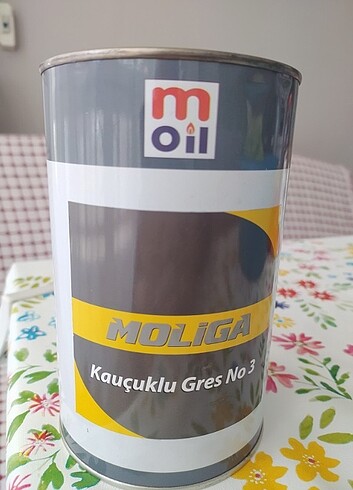 m
Oil
MOLiGA
Kauçuklu Gres No 3